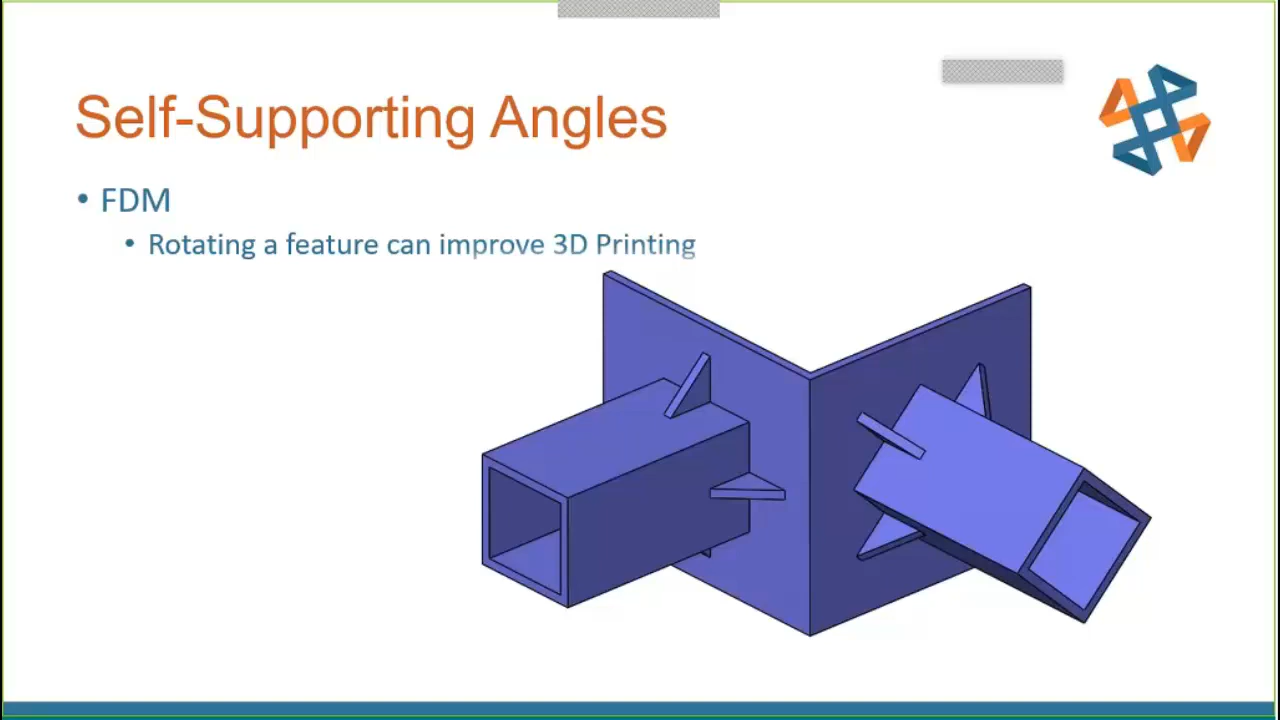 Self-Supporting Angles
• FDM
• Rotating a feature can improve 3D Printing